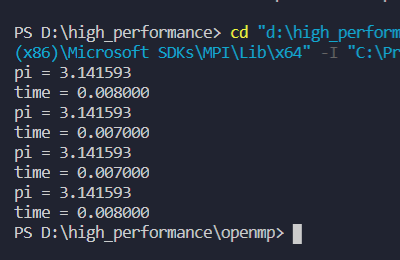 PS D:\high_performance> cd "d:\high_perform
(x86)\Microsoft SDKs\MPI\Lib\x64" -I "C:\Pr
pi = 3.141593
time = 0.008000
pi = 3.141593
time = 0.007000
pi = 3.141593
time = 0.007000
pi = 3.141593
time = 0.008000
PS D:\high_performance\openmp>